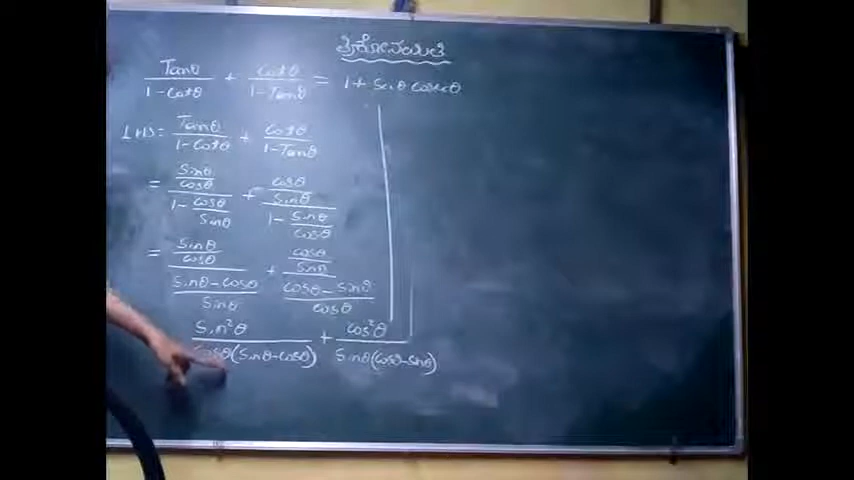 ತ್ರಿಕೋನಮಿತಿ
Tanθ/(1-Cotθ) + Cotθ/(1-Tanθ) = 1+ secθ cosecθ
LHS= Tanθ/(1-Cotθ) + Cotθ/(1-Tanθ)
= (Sinθ/Cosθ)/(1-Cosθ/Sinθ) + (Cosθ/Sinθ)/(1-Sinθ/Cosθ)
= (Sinθ/Cosθ)/((Sinθ-Cosθ)/Sinθ) + (Cosθ/Sinθ)/((Cosθ-Sinθ)/Cosθ)
Sin²θ/(Cosθ(Sinθ-Cosθ)) + Cos²θ/(Sinθ(Cosθ-Sinθ))